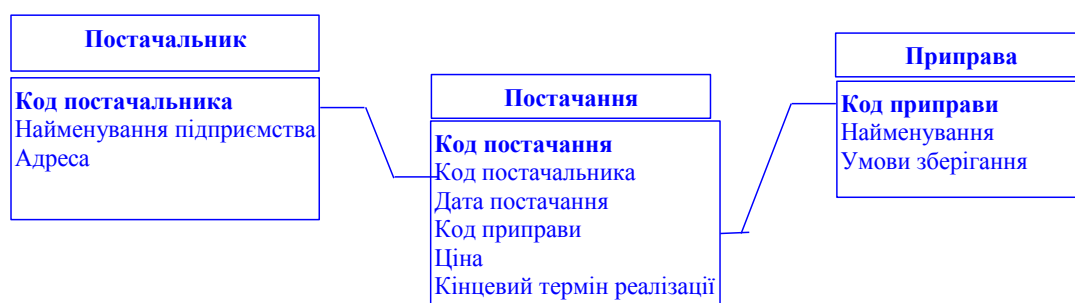 Постачальник
Код постачальника
Найменування підприємства
Адреса
Постачання
Код постачання
Код постачальника
Дата постачання
Код приправи
Ціна
Кінцевий термін реалізації
Приправа
Код приправи
Найменування
Умови зберігання